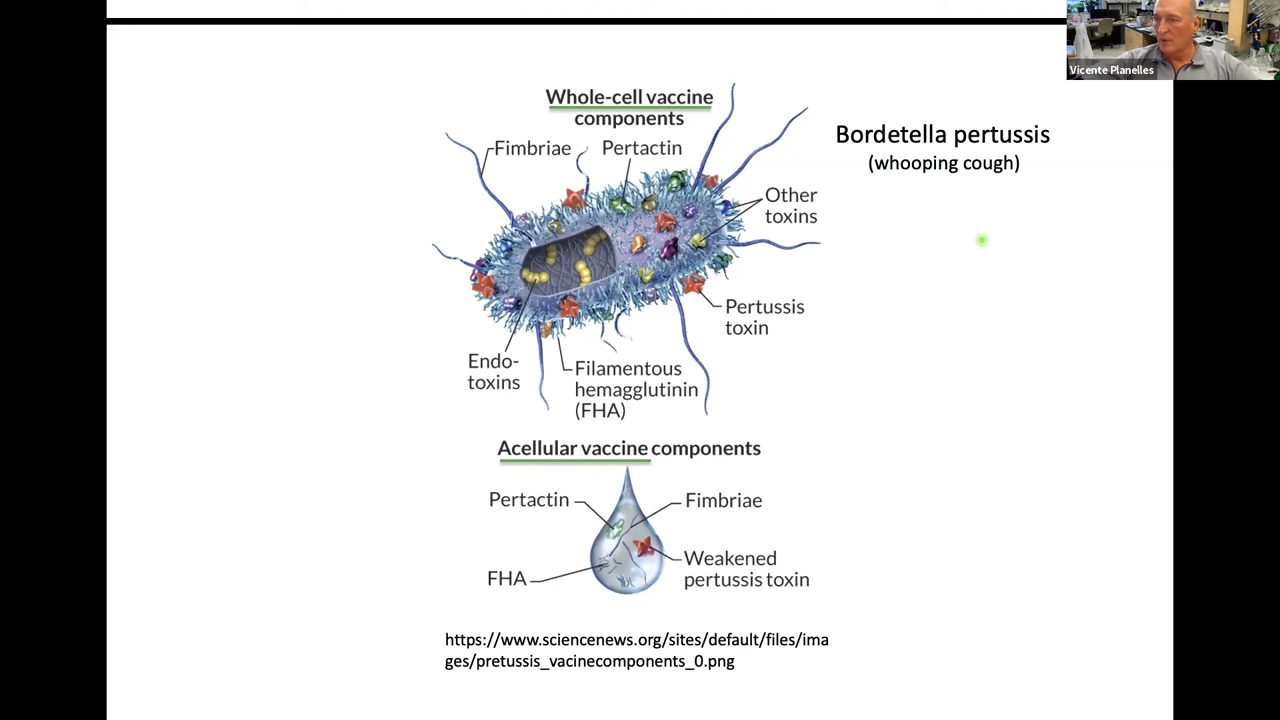 Vicente Planelles
Whole-cell vaccine
components
Fimbriae
Pertactin
Bordetella pertussis
(whooping cough)
Other
toxins
Pertussis
toxin
Endo-
toxins
Filamentous
hemagglutinin
(FHA)
Acellular vaccine components
Pertactin
Fimbriae
Weakened
pertussis toxin
FHA
https://www.sciencenews.org/sites/default/files/ima
ges/pretussis_vacinecomponents_0.png